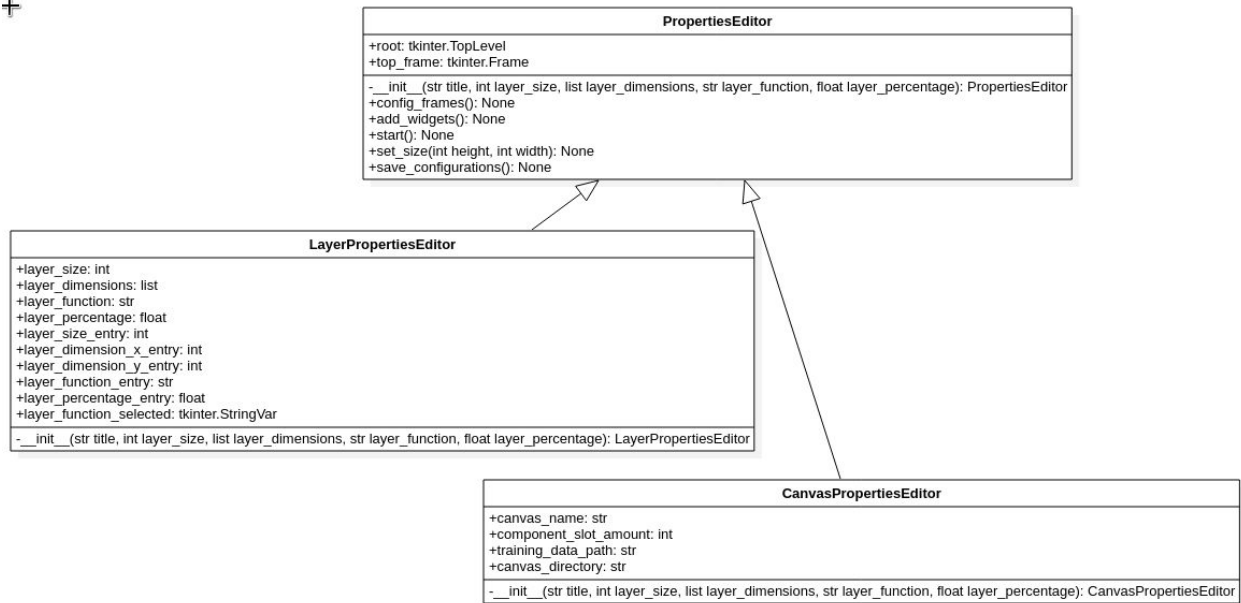 PropertiesEditor
+root: tkinter.TopLevel
+top_frame: tkinter.Frame
-__init__(str title, int layer_size, list layer_dimensions, str layer_function, float layer_percentage): PropertiesEditor
+config_frames(): None
+add_widgets(): None
+start(): None
+set_size(int height, int width): None
+save_configurations(): None
LayerPropertiesEditor
+layer_size: int
+layer_dimensions: list
+layer_function: str
+layer_percentage: float
+layer_size_entry: int
+layer_dimension_x_entry: int
+layer_dimension_y_entry: int
+layer_function_entry: str
+layer_percentage_entry: float
+layer_function_selected: tkinter.StringVar
-__init__(str title, int layer_size, list layer_dimensions, str layer_function, float layer_percentage): LayerPropertiesEditor
CanvasPropertiesEditor
+canvas_name: str
+component_slot_amount: int
+training_data_path: str
+canvas_directory: str
-__init__(str title, int layer_size, list layer_dimensions, str layer_function, float layer_percentage): CanvasPropertiesEditor